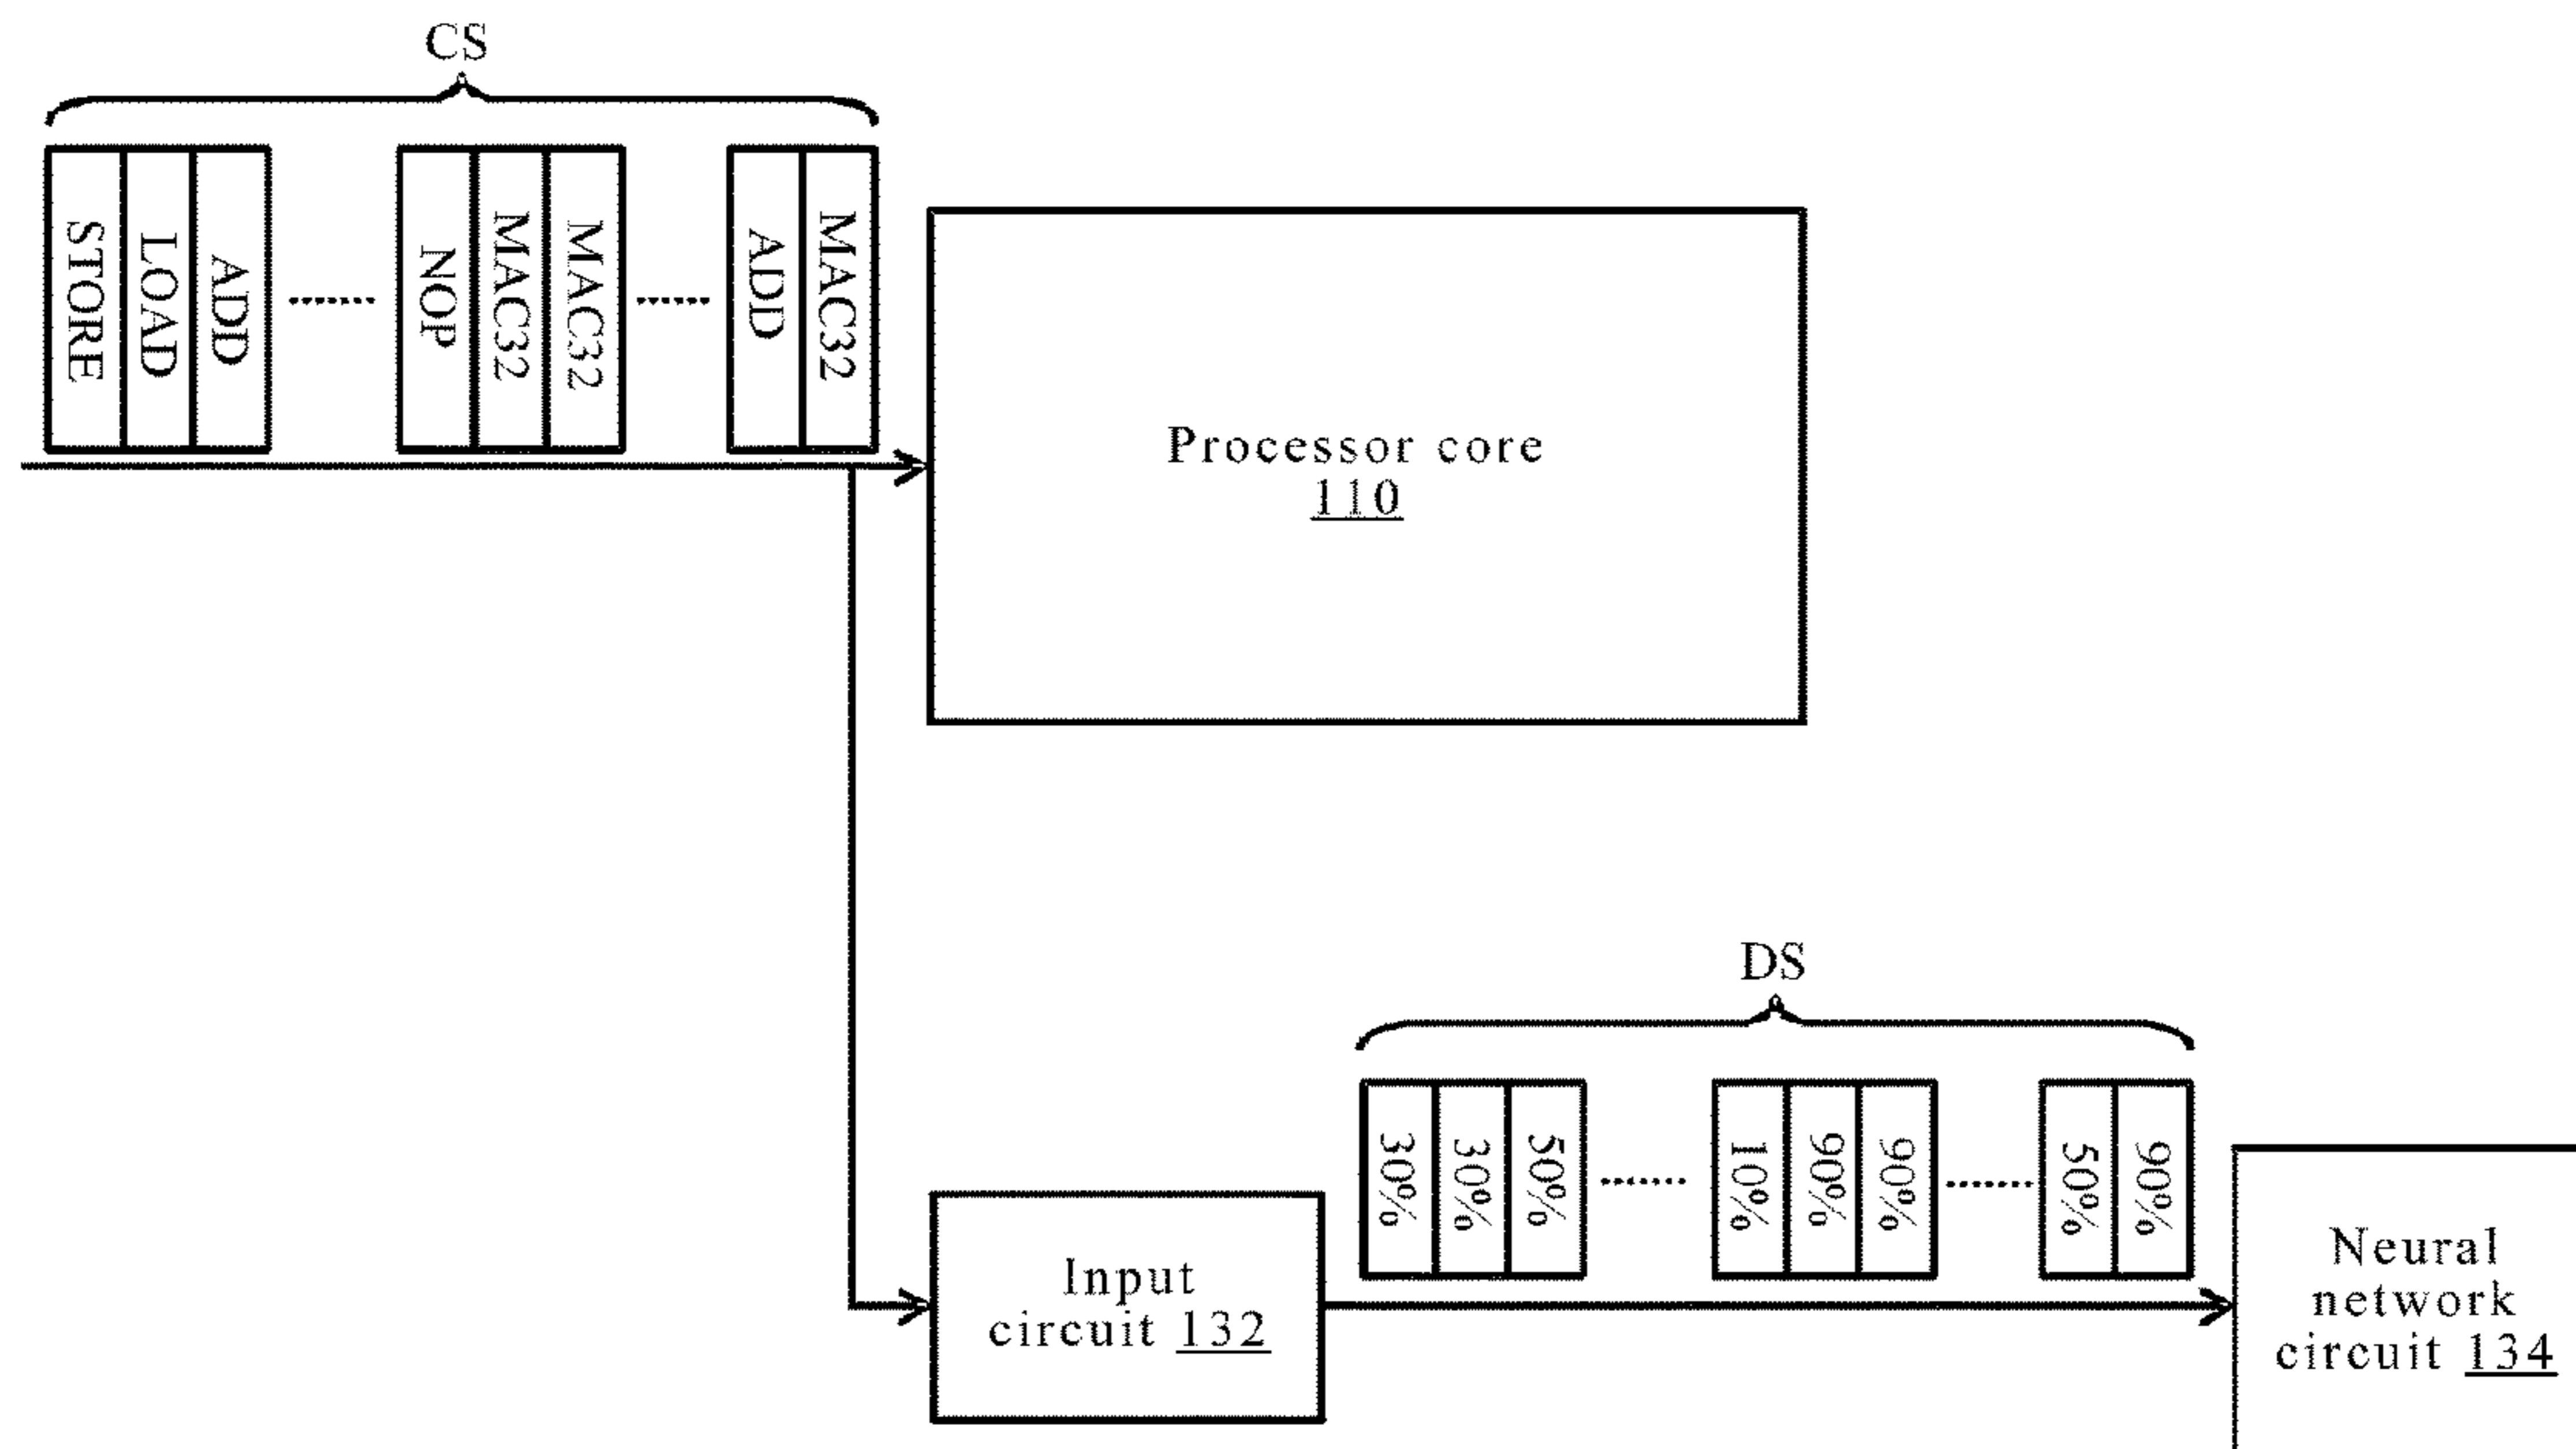 CS
STORE
LOAD
ADD
NOP
MAC32
MAC32
ADD
MAC32
Processor core
110
DS
30%
30%
50%
10%
90%
90%
50%
90%
Input
circuit 132
Neural
network
circuit 134